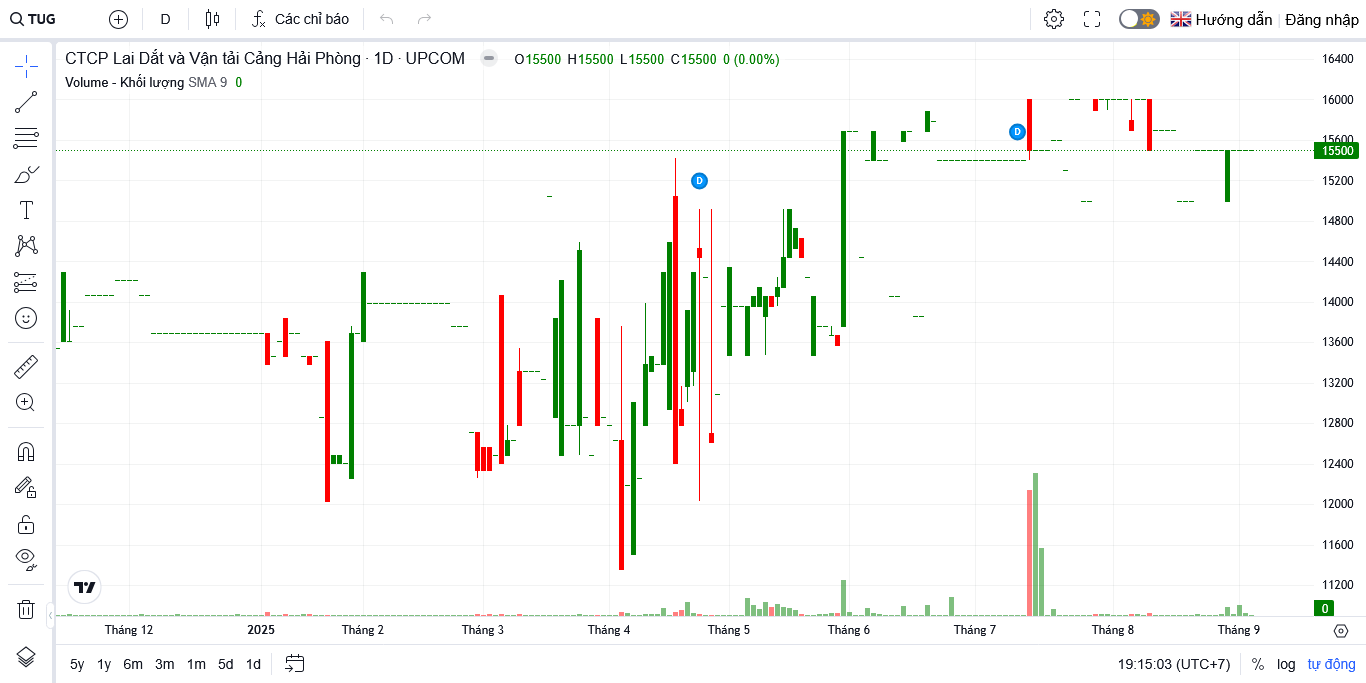 TUG D Các chỉ báo Hướng dẫn Đăng nhập
CTCP Lai Dắt và Vận tải Cảng Hải Phòng · 1D · UPCOM O15500 H15500 L15500 C15500 0 (0.00%)
Volume - Khối lượng SMA 9 0
16400
16000
15600
15500
15200
14800
14400
14000
13600
13200
12800
12400
12000
11600
11200
0
D
D
Tháng 12 2025 Tháng 2 Tháng 3 Tháng 4 Tháng 5 Tháng 6 Tháng 7 Tháng 8 Tháng 9
5y 1y 6m 3m 1m 5d 1d 19:15:03 (UTC+7) % log tự động